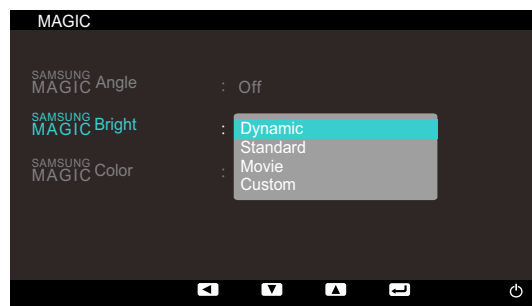 MAGIC
SAMSUNG
MAGIC Angle : Off
SAMSUNG
MAGIC Bright : Dynamic
Standard
Movie
Custom
SAMSUNG
MAGIC Color :